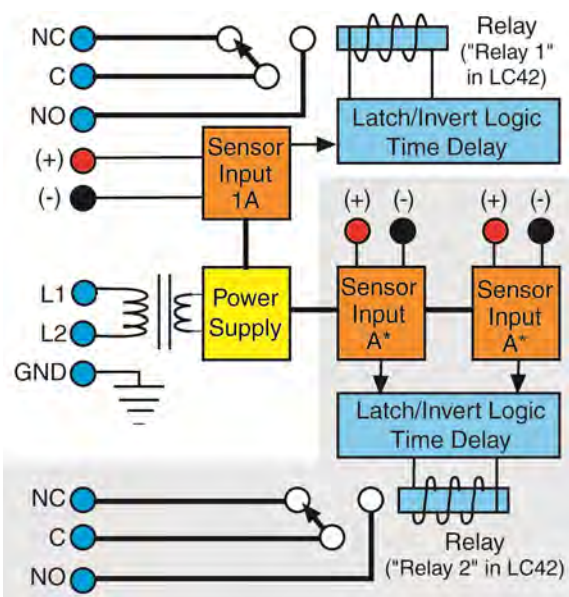 NC
C
NO
(+)
(-)
Relay
("Relay 1"
in LC42)
Latch/Invert Logic
Time Delay
Sensor
Input
1A
L1
L2
GND
Power
Supply
(+)
(-)
(+)
(-)
Sensor
Input
A*
Sensor
Input
A*
Latch/Invert Logic
Time Delay
NC
C
NO
Relay
("Relay 2" in LC42)